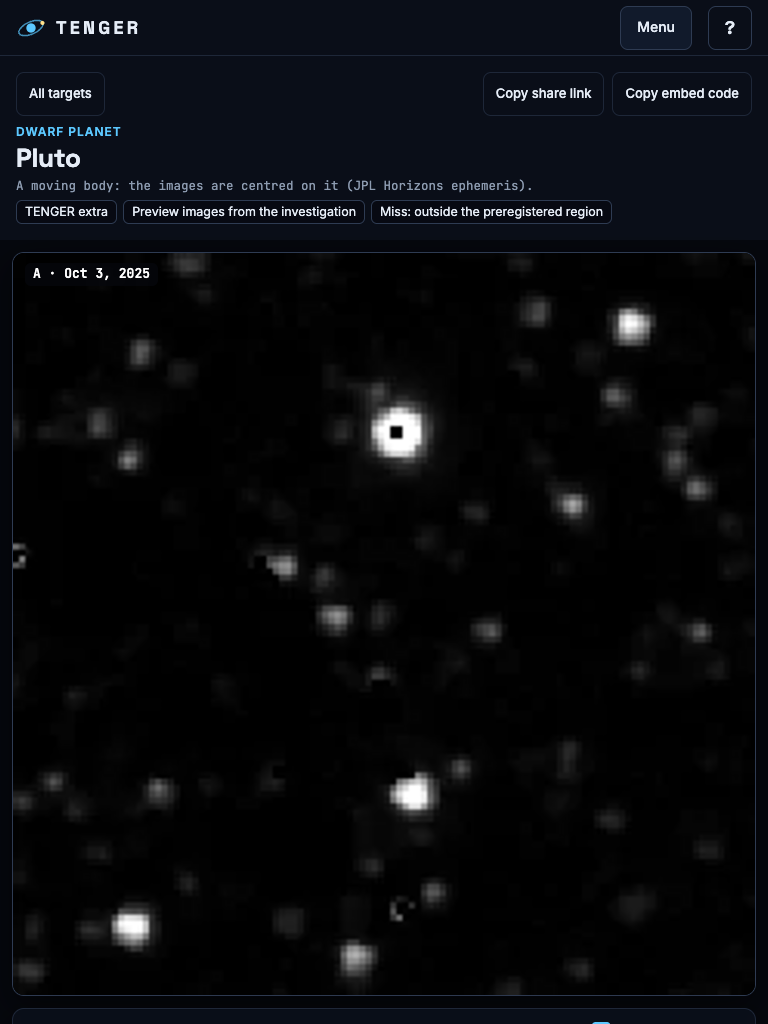 TENGER
Menu
?
All targets
Copy share link
Copy embed code
DWARF PLANET
Pluto
A moving body: the images are centred on it (JPL Horizons ephemeris).
TENGER extra
Preview images from the investigation
Miss: outside the preregistered region
A · Oct 3, 2025